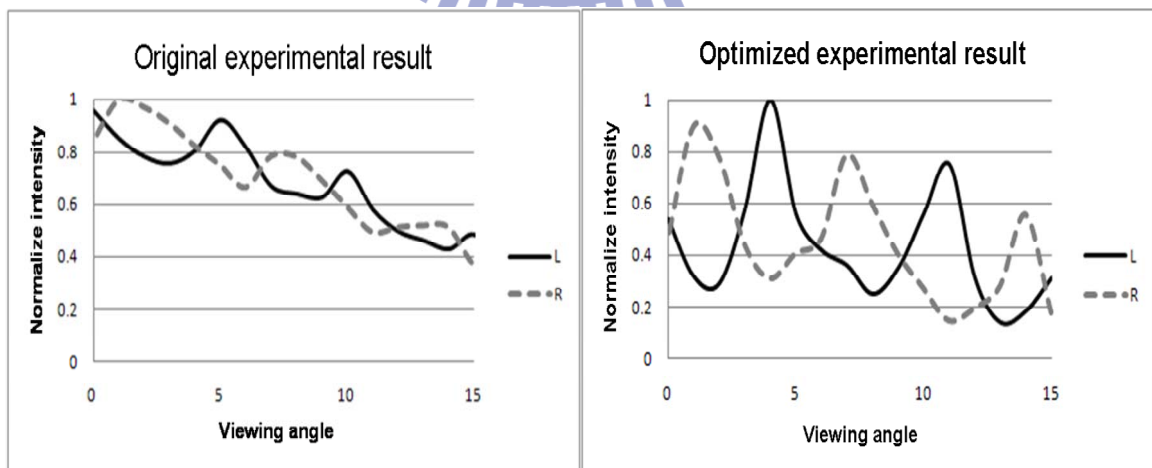 Original experimental result
Normalize intensity
1
0.8
0.6
0.4
0.2
0
0 5 10 15
Viewing angle
L
R
Optimized experimental result
Normalize intensity
1
0.8
0.6
0.4
0.2
0
0 5 10 15
Viewing angle
L
R